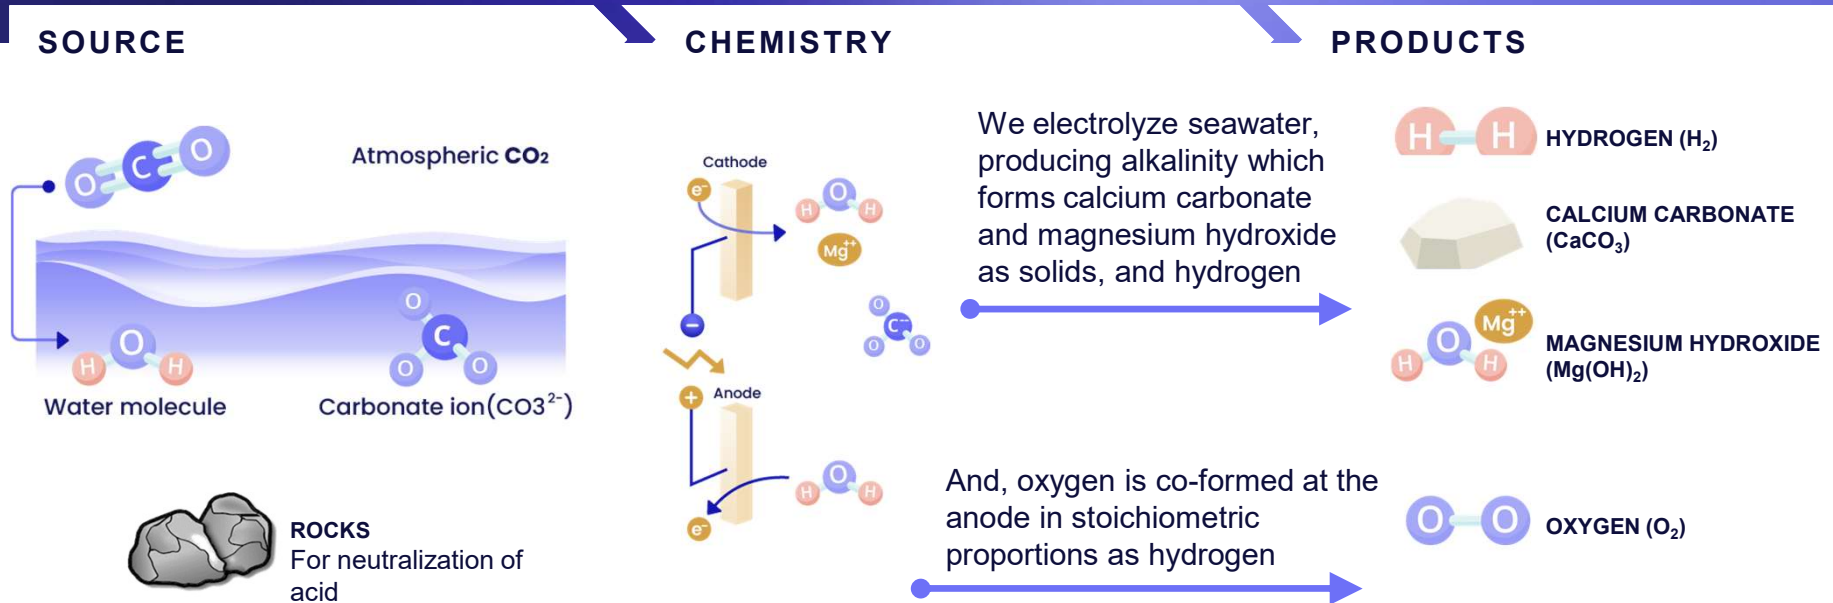 SOURCE
CHEMISTRY
PRODUCTS
O C O
Atmospheric CO₂
O
C
O
O
O
H
H
Water molecule
Carbonate ion(CO3²⁻)
ROCKS
For neutralization of
acid
Cathode
e⁻
O
H
H
Mg⁺⁺
−
O
C⁻⁻
O
O
+
Anode
O
H
H
e⁻
We electrolyze seawater,
producing alkalinity which
forms calcium carbonate
and magnesium hydroxide
as solids, and hydrogen
And, oxygen is co-formed at the
anode in stoichiometric
proportions as hydrogen
H H
HYDROGEN (H₂)
CALCIUM CARBONATE
(CaCO₃)
Mg⁺⁺
O
H
H
MAGNESIUM HYDROXIDE
(Mg(OH)₂)
O O
OXYGEN (O₂)